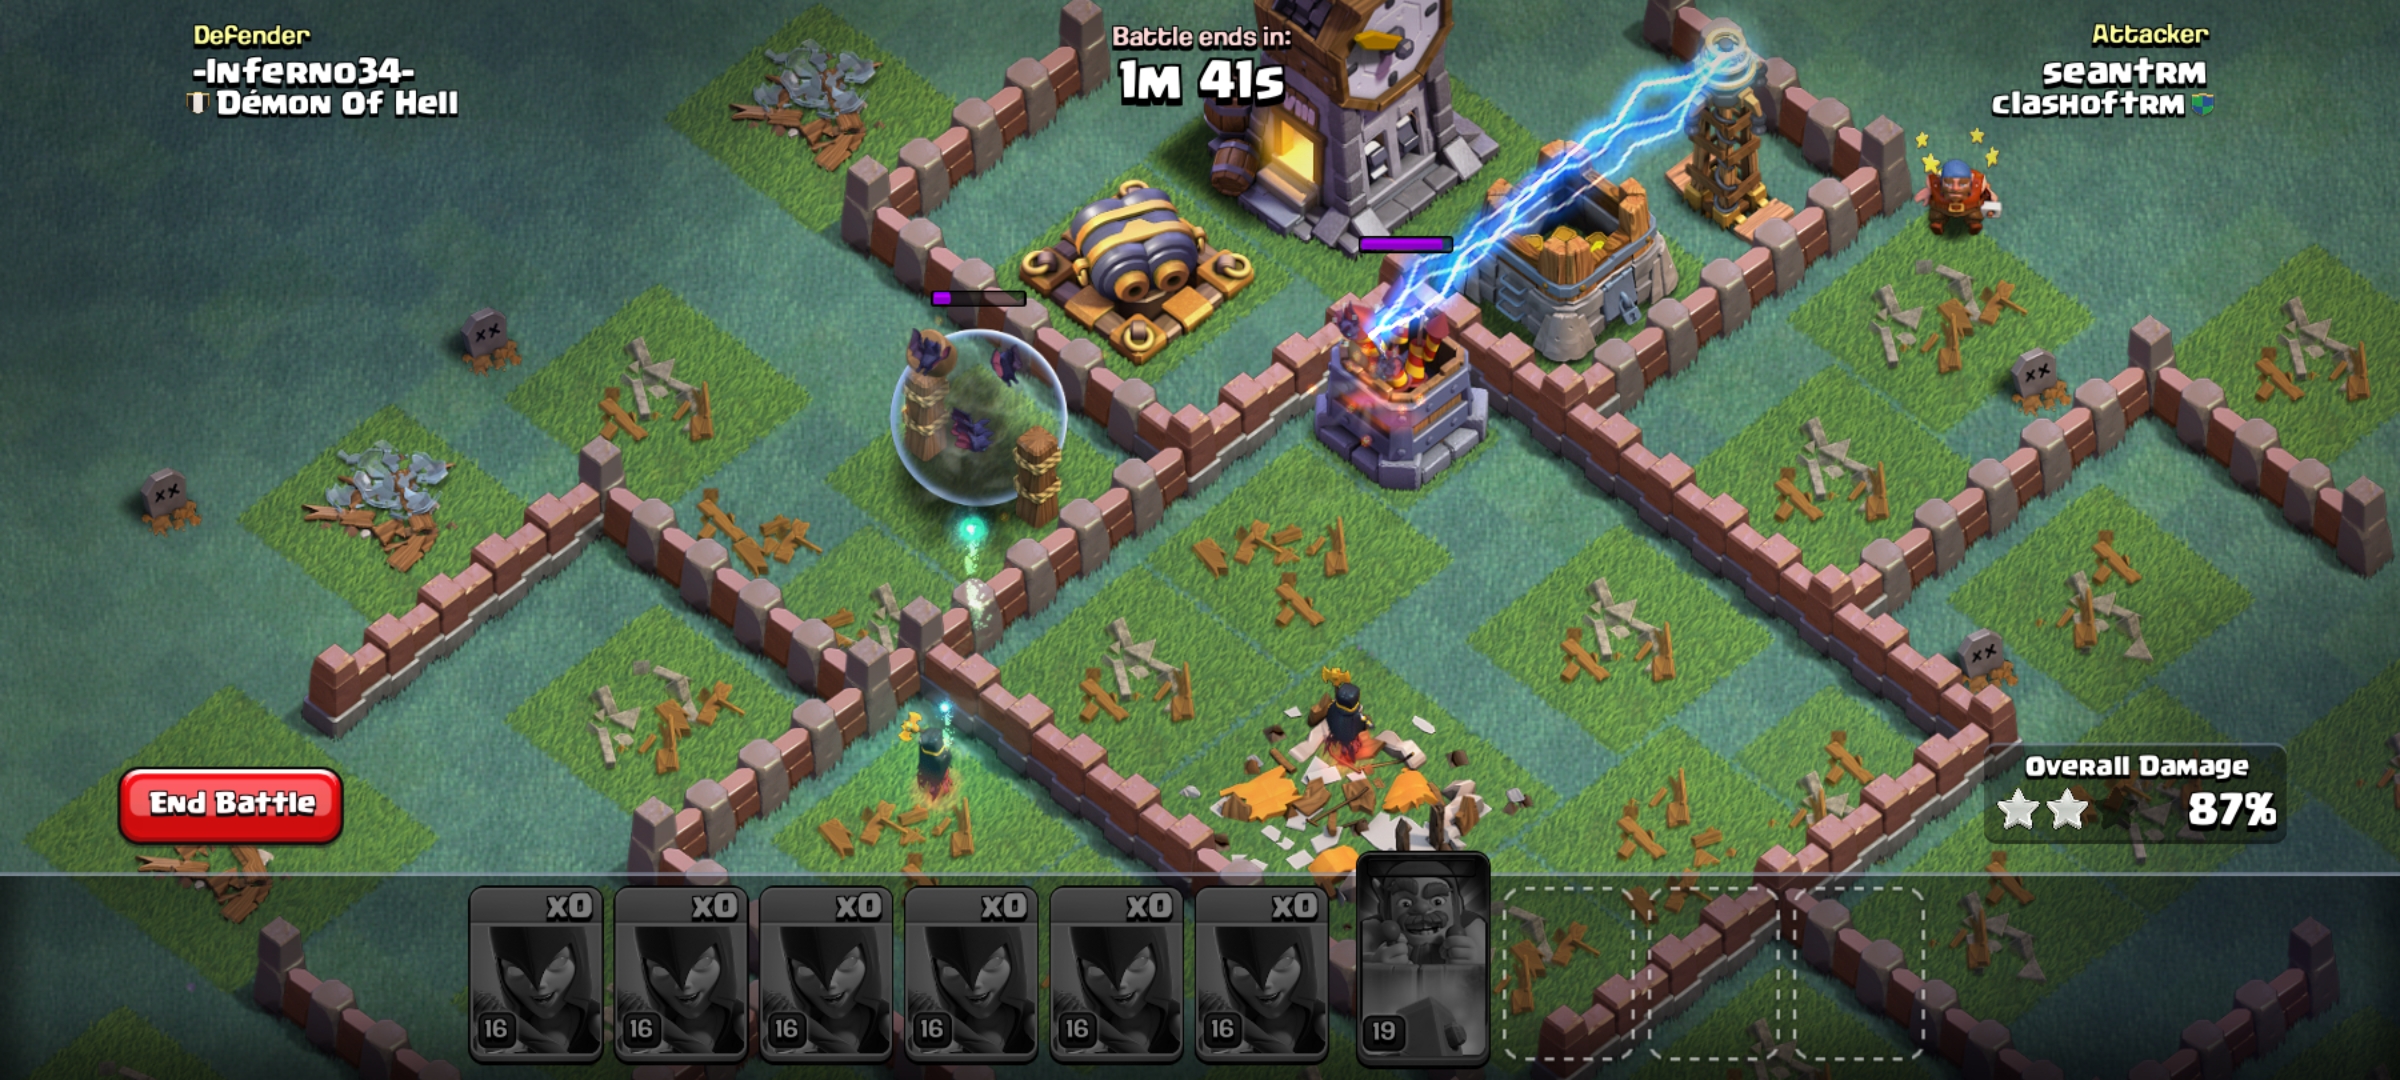 Defender
-Inferno34-
Démon Of Hell
Battle ends in:
1M 41s
Attacker
seantRM
clashoftRM
End Battle
Overall Damage
87%
x0
x0
x0
x0
x0
x0
16
16
16
16
16
16
19